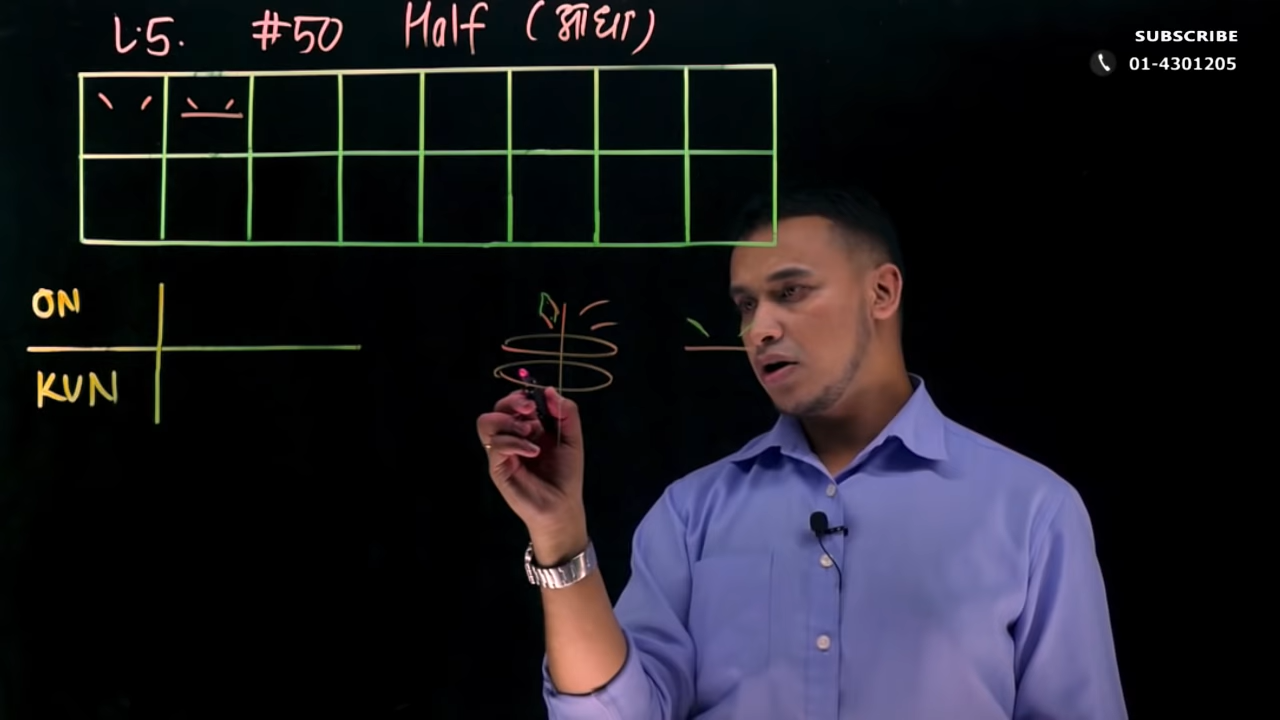 L.5. #50 Half (आधा)
SUBSCRIBE
01-4301205
ON
KUN